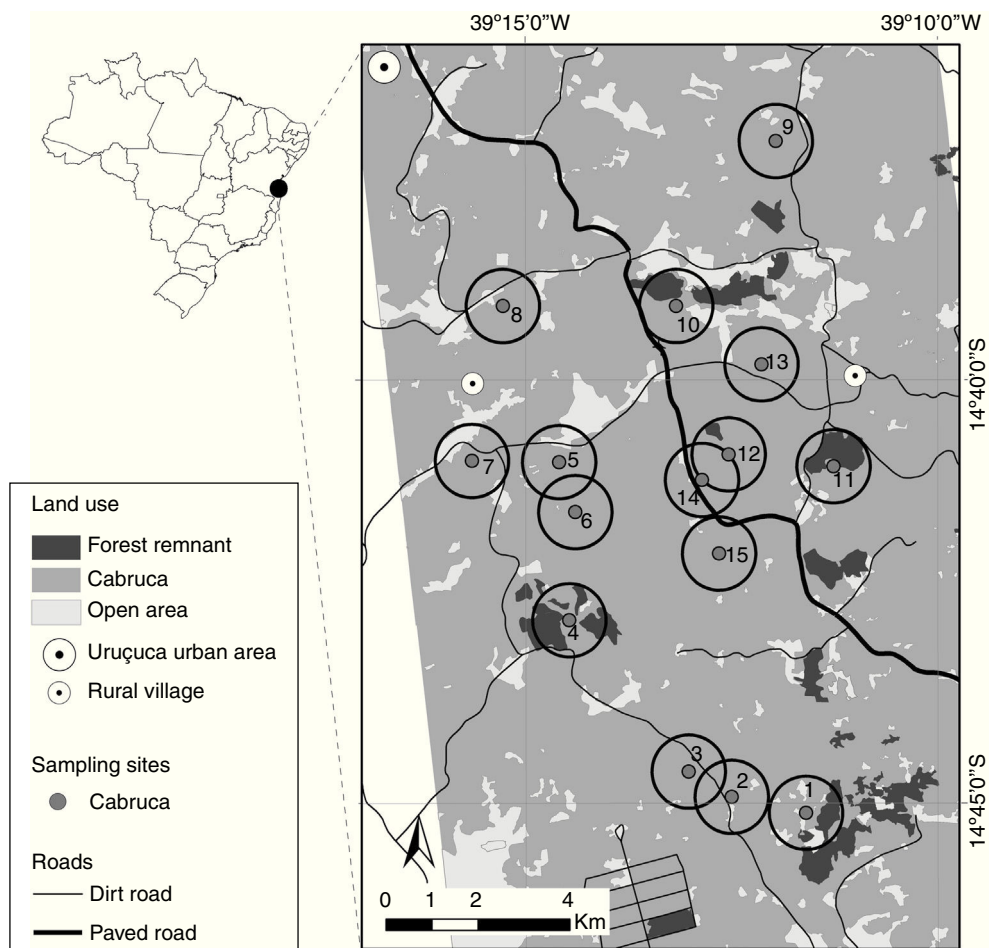 39°15'0"W
39°10'0"W
9
8
10
13
14°40'0"S
7
5
12
14
11
6
15
4
3
2
1
14°45'0"S
Land use
Forest remnant
Cabruca
Open area
Uruçuca urban area
Rural village
Sampling sites
Cabruca
Roads
Dirt road
Paved road
0 1 2 4
Km